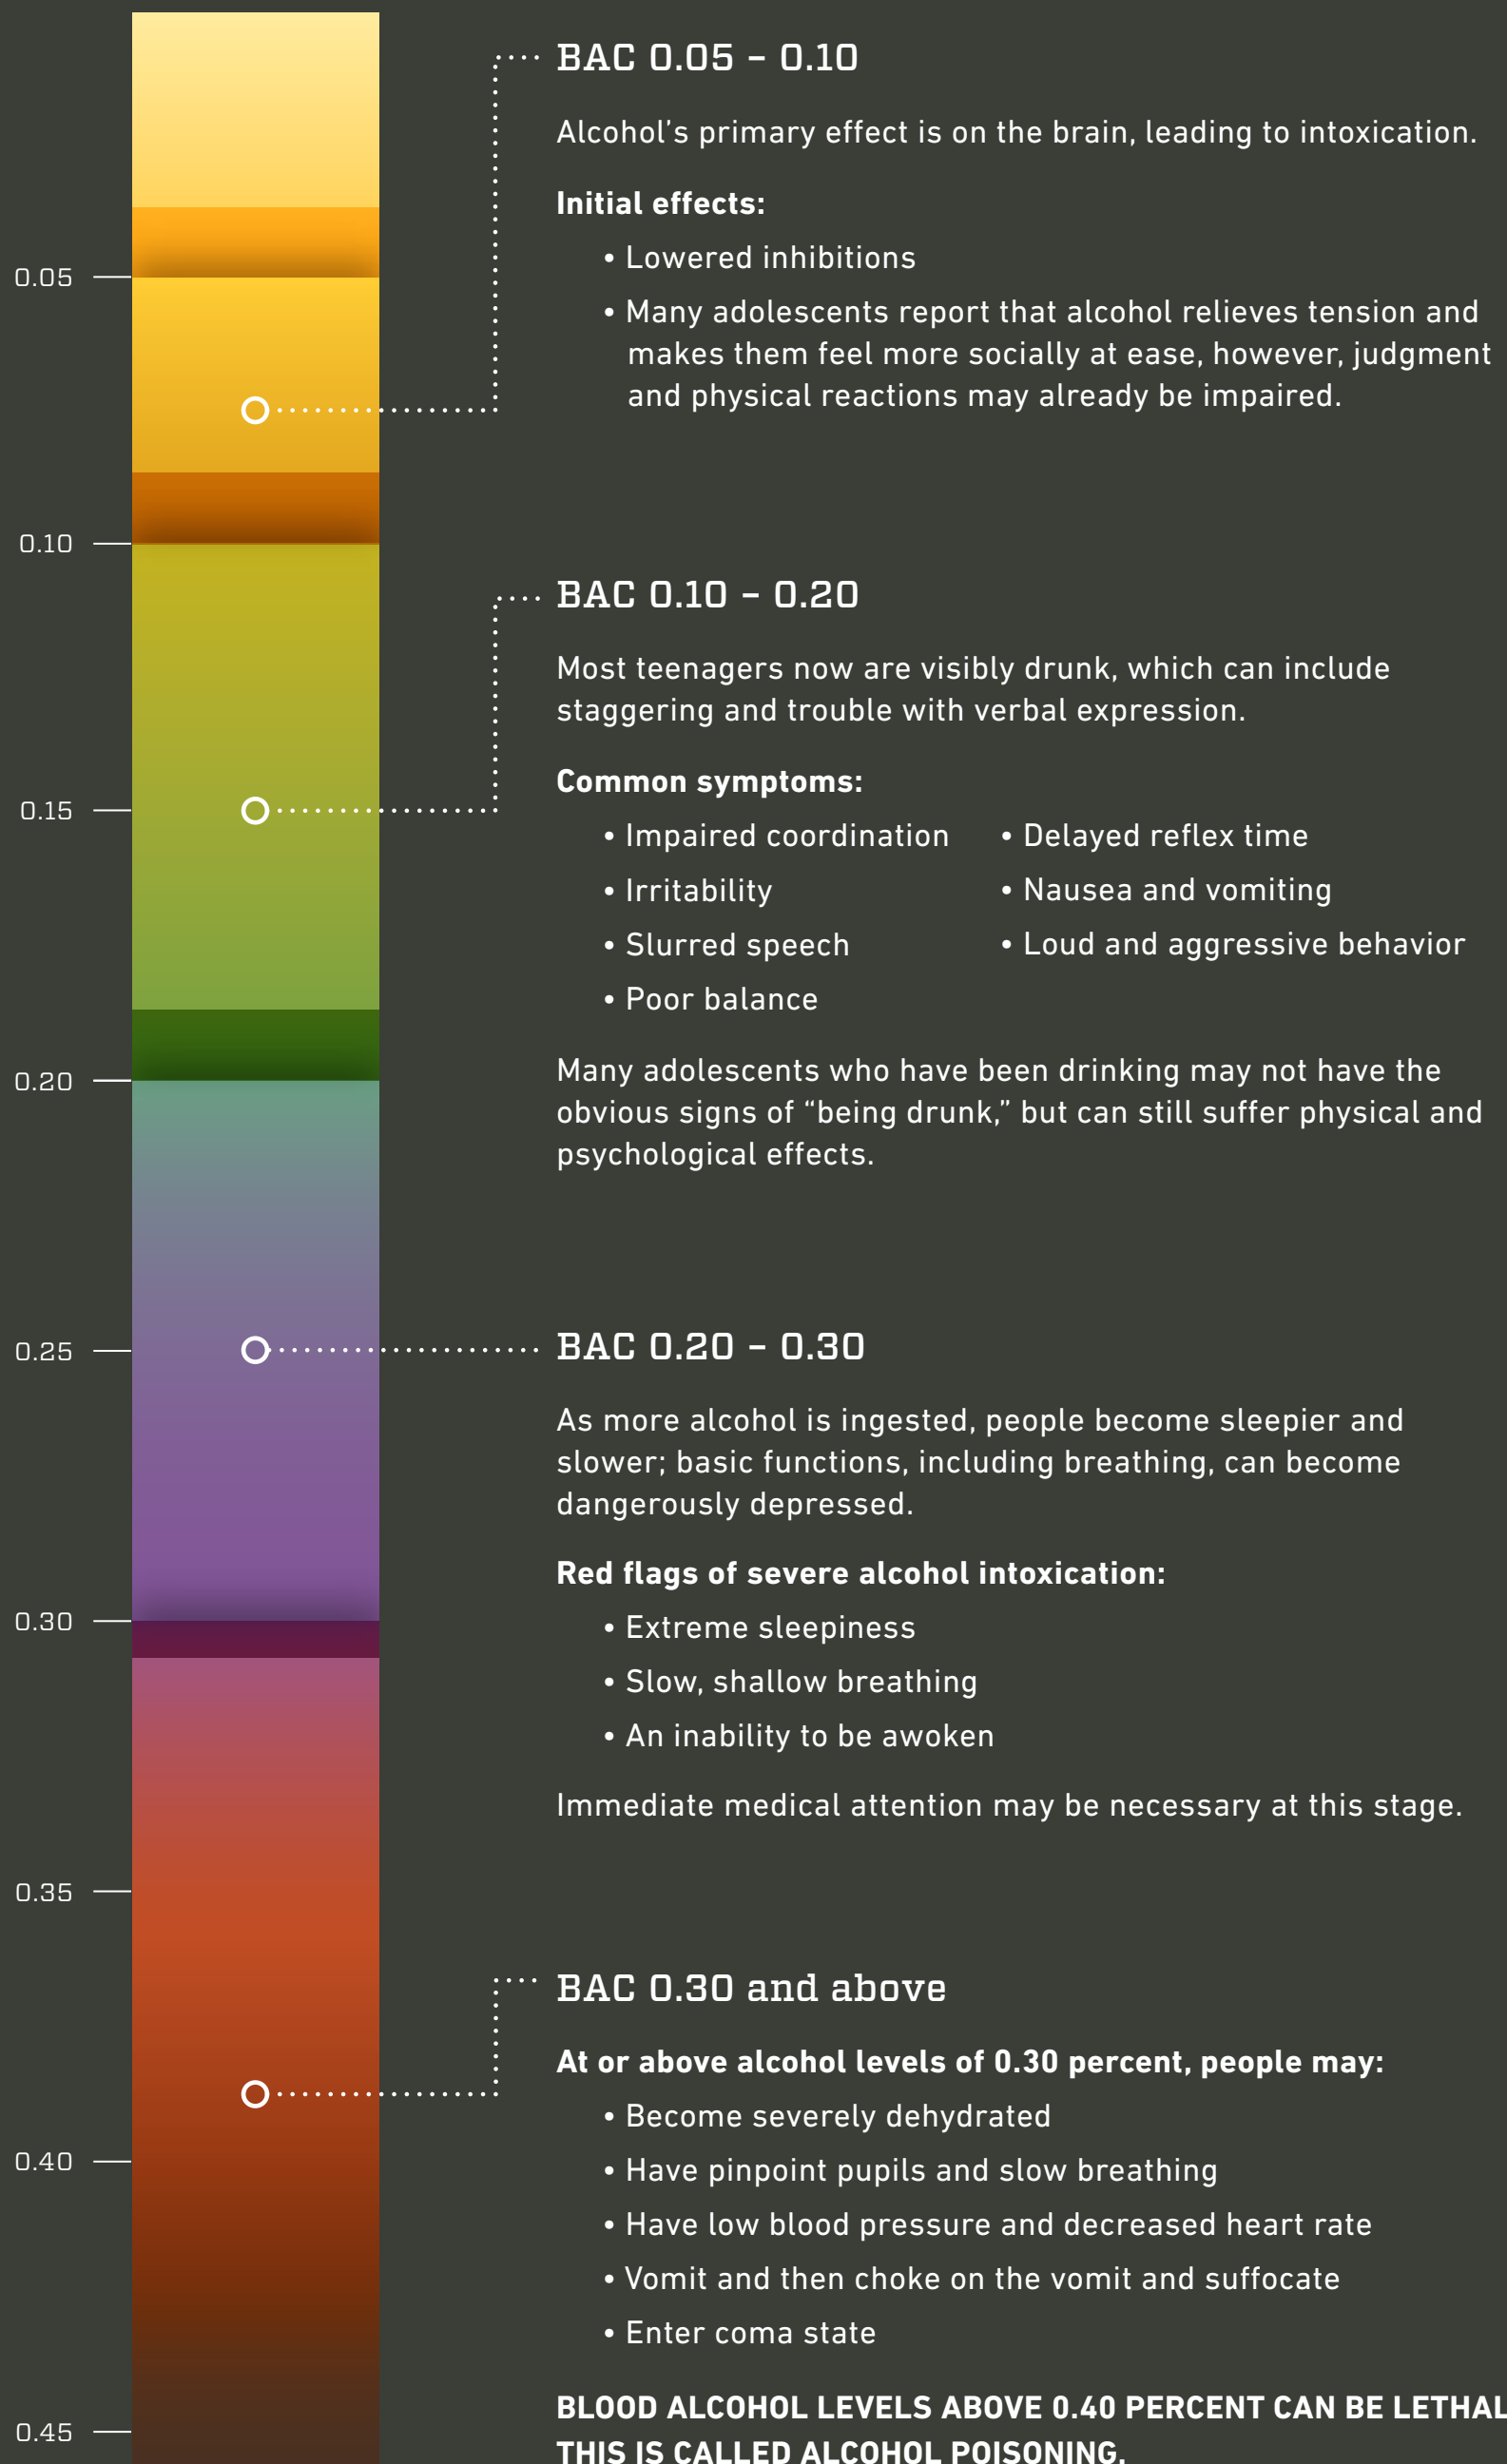 BAC 0.05 – 0.10
Alcohol’s primary effect is on the brain, leading to intoxication.
Initial effects:
• Lowered inhibitions
• Many adolescents report that alcohol relieves tension and
makes them feel more socially at ease, however, judgment
and physical reactions may already be impaired.
0.05
0.10
BAC 0.10 – 0.20
Most teenagers now are visibly drunk, which can include
staggering and trouble with verbal expression.
Common symptoms:
• Impaired coordination
• Irritability
• Slurred speech
• Poor balance
• Delayed reflex time
• Nausea and vomiting
• Loud and aggressive behavior
0.15
Many adolescents who have been drinking may not have the
obvious signs of “being drunk,” but can still suffer physical and
psychological effects.
0.20
0.25
BAC 0.20 – 0.30
As more alcohol is ingested, people become sleepier and
slower; basic functions, including breathing, can become
dangerously depressed.
Red flags of severe alcohol intoxication:
• Extreme sleepiness
• Slow, shallow breathing
• An inability to be awoken
Immediate medical attention may be necessary at this stage.
0.30
0.35
BAC 0.30 and above
At or above alcohol levels of 0.30 percent, people may:
• Become severely dehydrated
• Have pinpoint pupils and slow breathing
• Have low blood pressure and decreased heart rate
• Vomit and then choke on the vomit and suffocate
• Enter coma state
0.40
BLOOD ALCOHOL LEVELS ABOVE 0.40 PERCENT CAN BE LETHAL
THIS IS CALLED ALCOHOL POISONING.
0.45